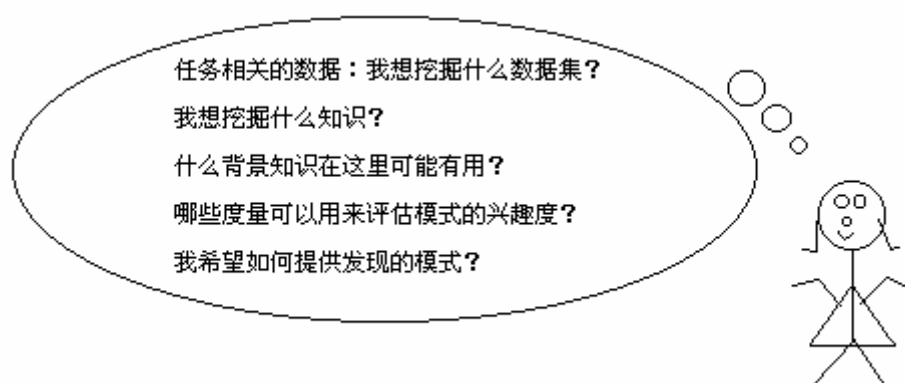 任务相关的数据：我想挖掘什么数据集？
我想挖掘什么知识？
什么背景知识在这里可能有用？
哪些度量可以用来评估模式的兴趣度？
我希望如何提供发现的模式？